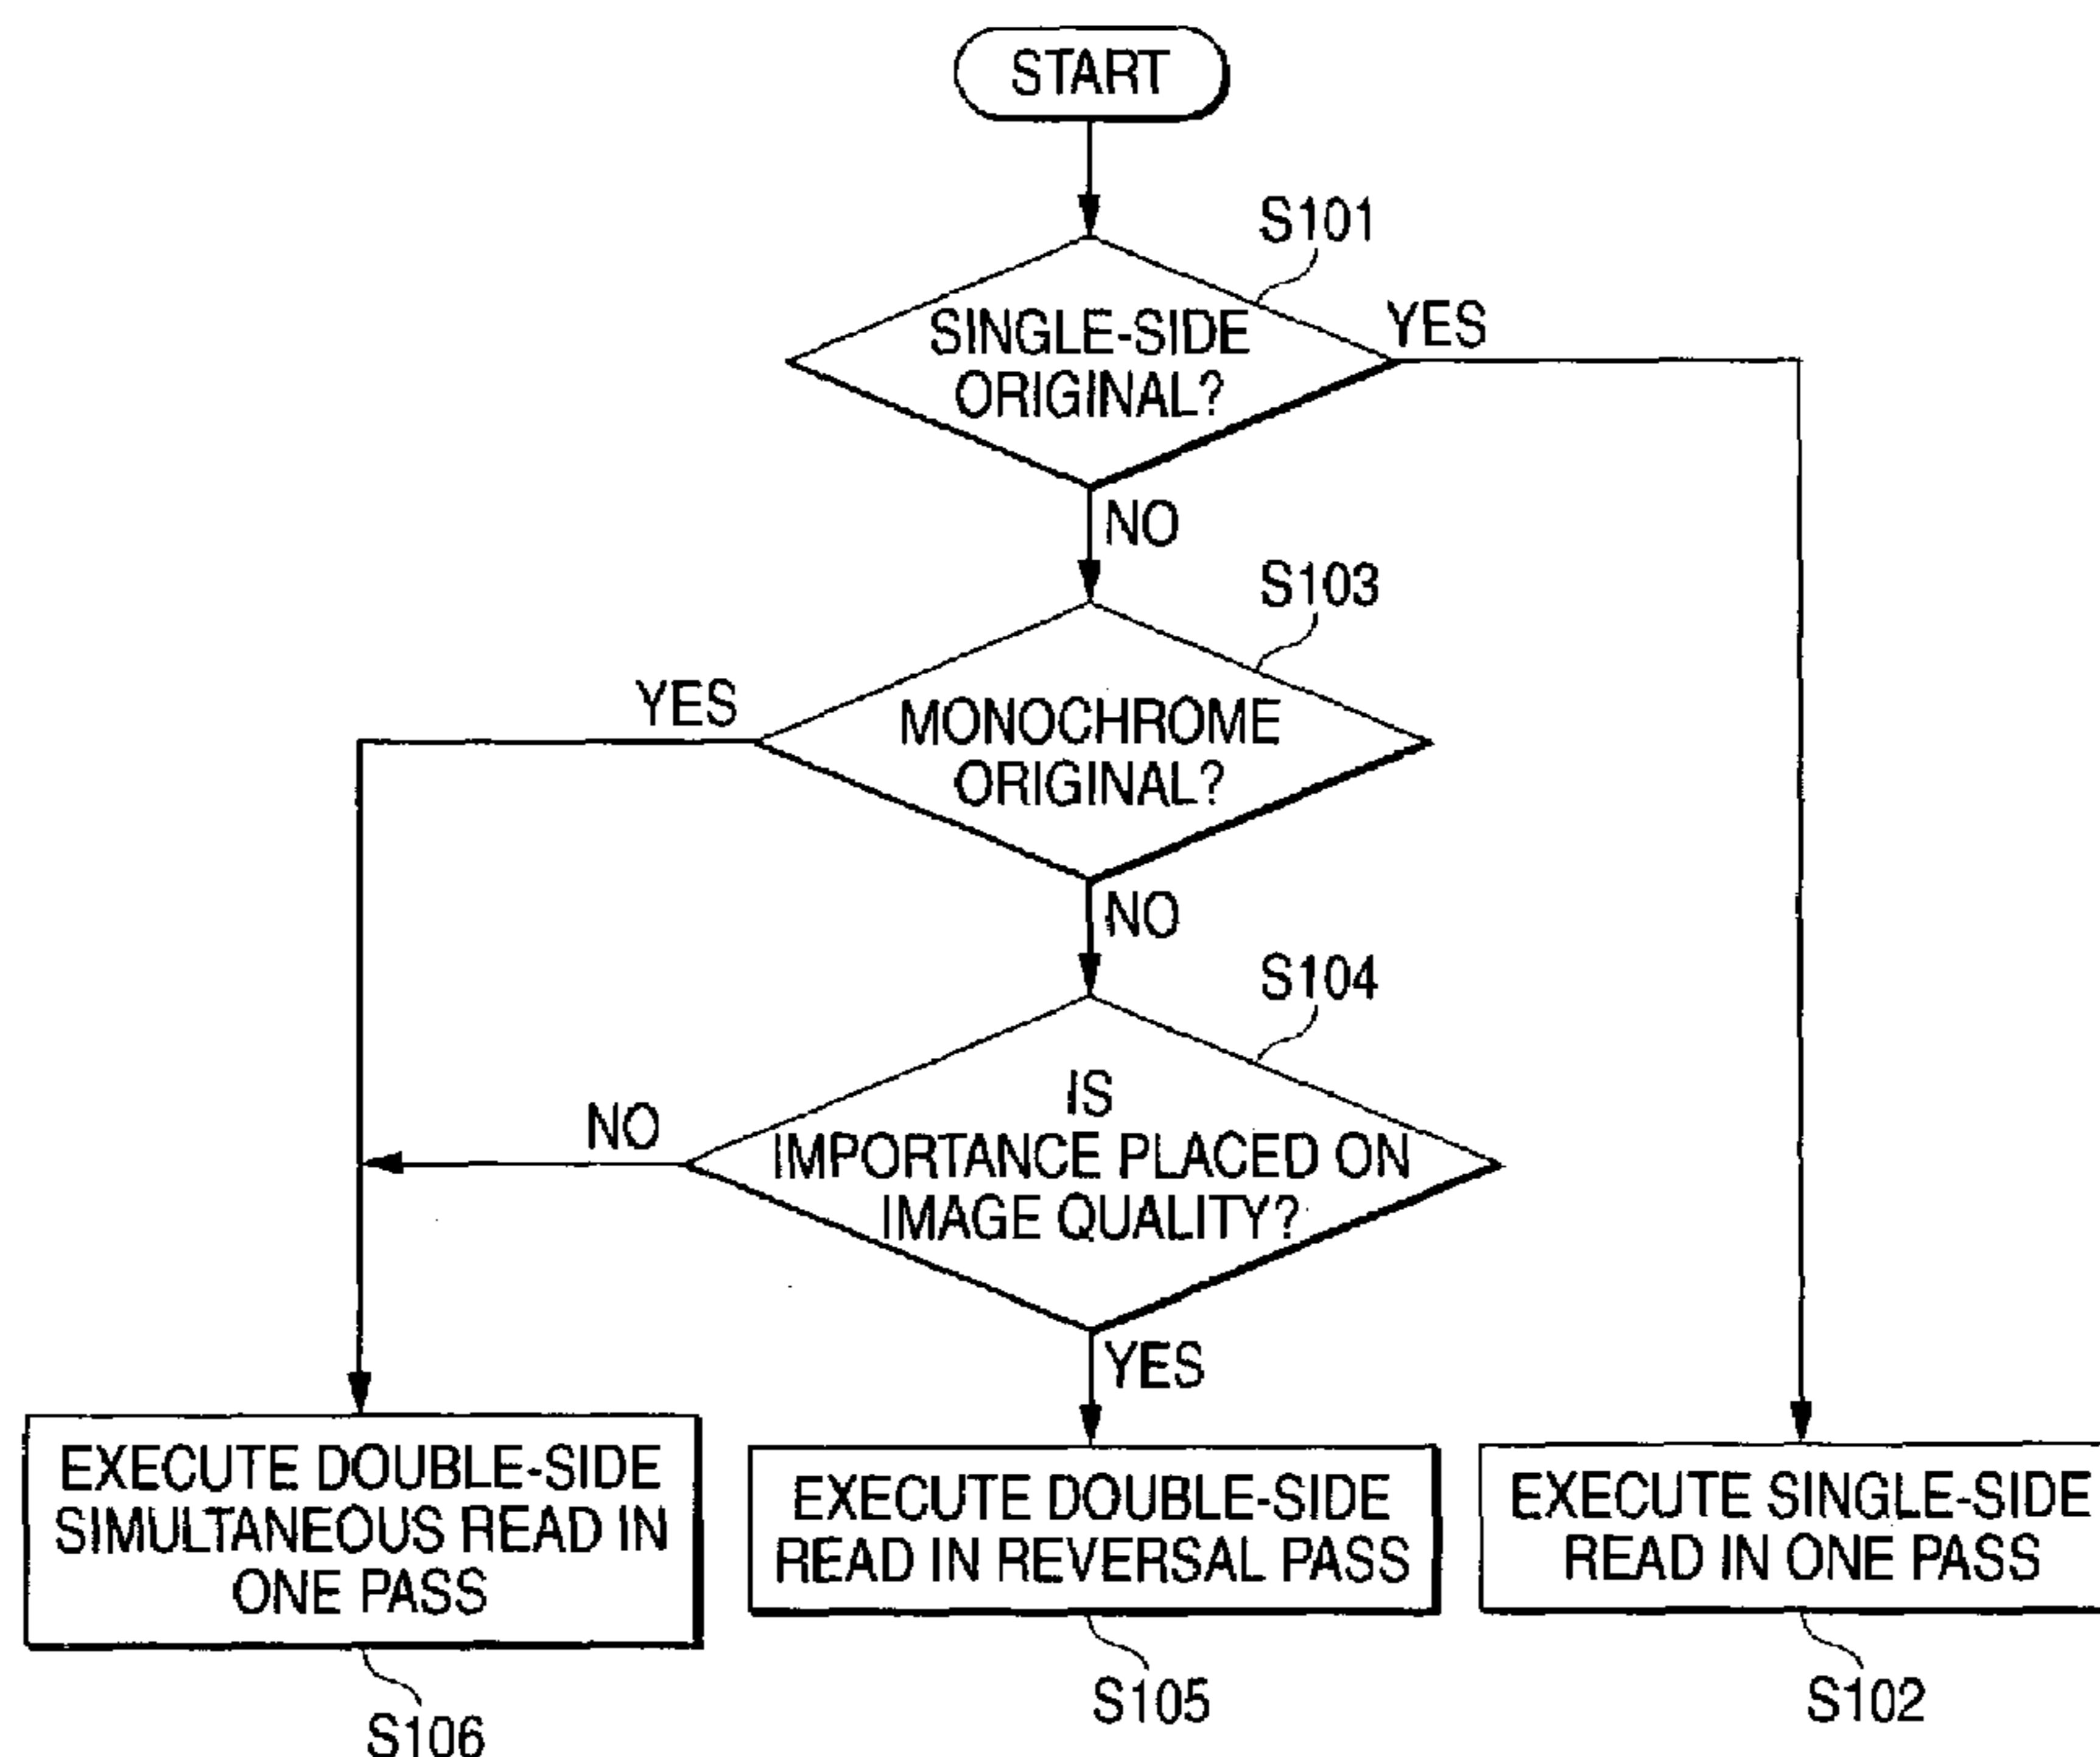 START
S101
SINGLE-SIDE
ORIGINAL?
YES
NO
S103
MONOCHROME
ORIGINAL?
YES
NO
S104
IS
IMPORTANCE PLACED ON
IMAGE QUALITY?
NO
YES
EXECUTE DOUBLE-SIDE
SIMULTANEOUS READ IN
ONE PASS
S106
EXECUTE DOUBLE-SIDE
READ IN REVERSAL PASS
S105
EXECUTE SINGLE-SIDE
READ IN ONE PASS
S102